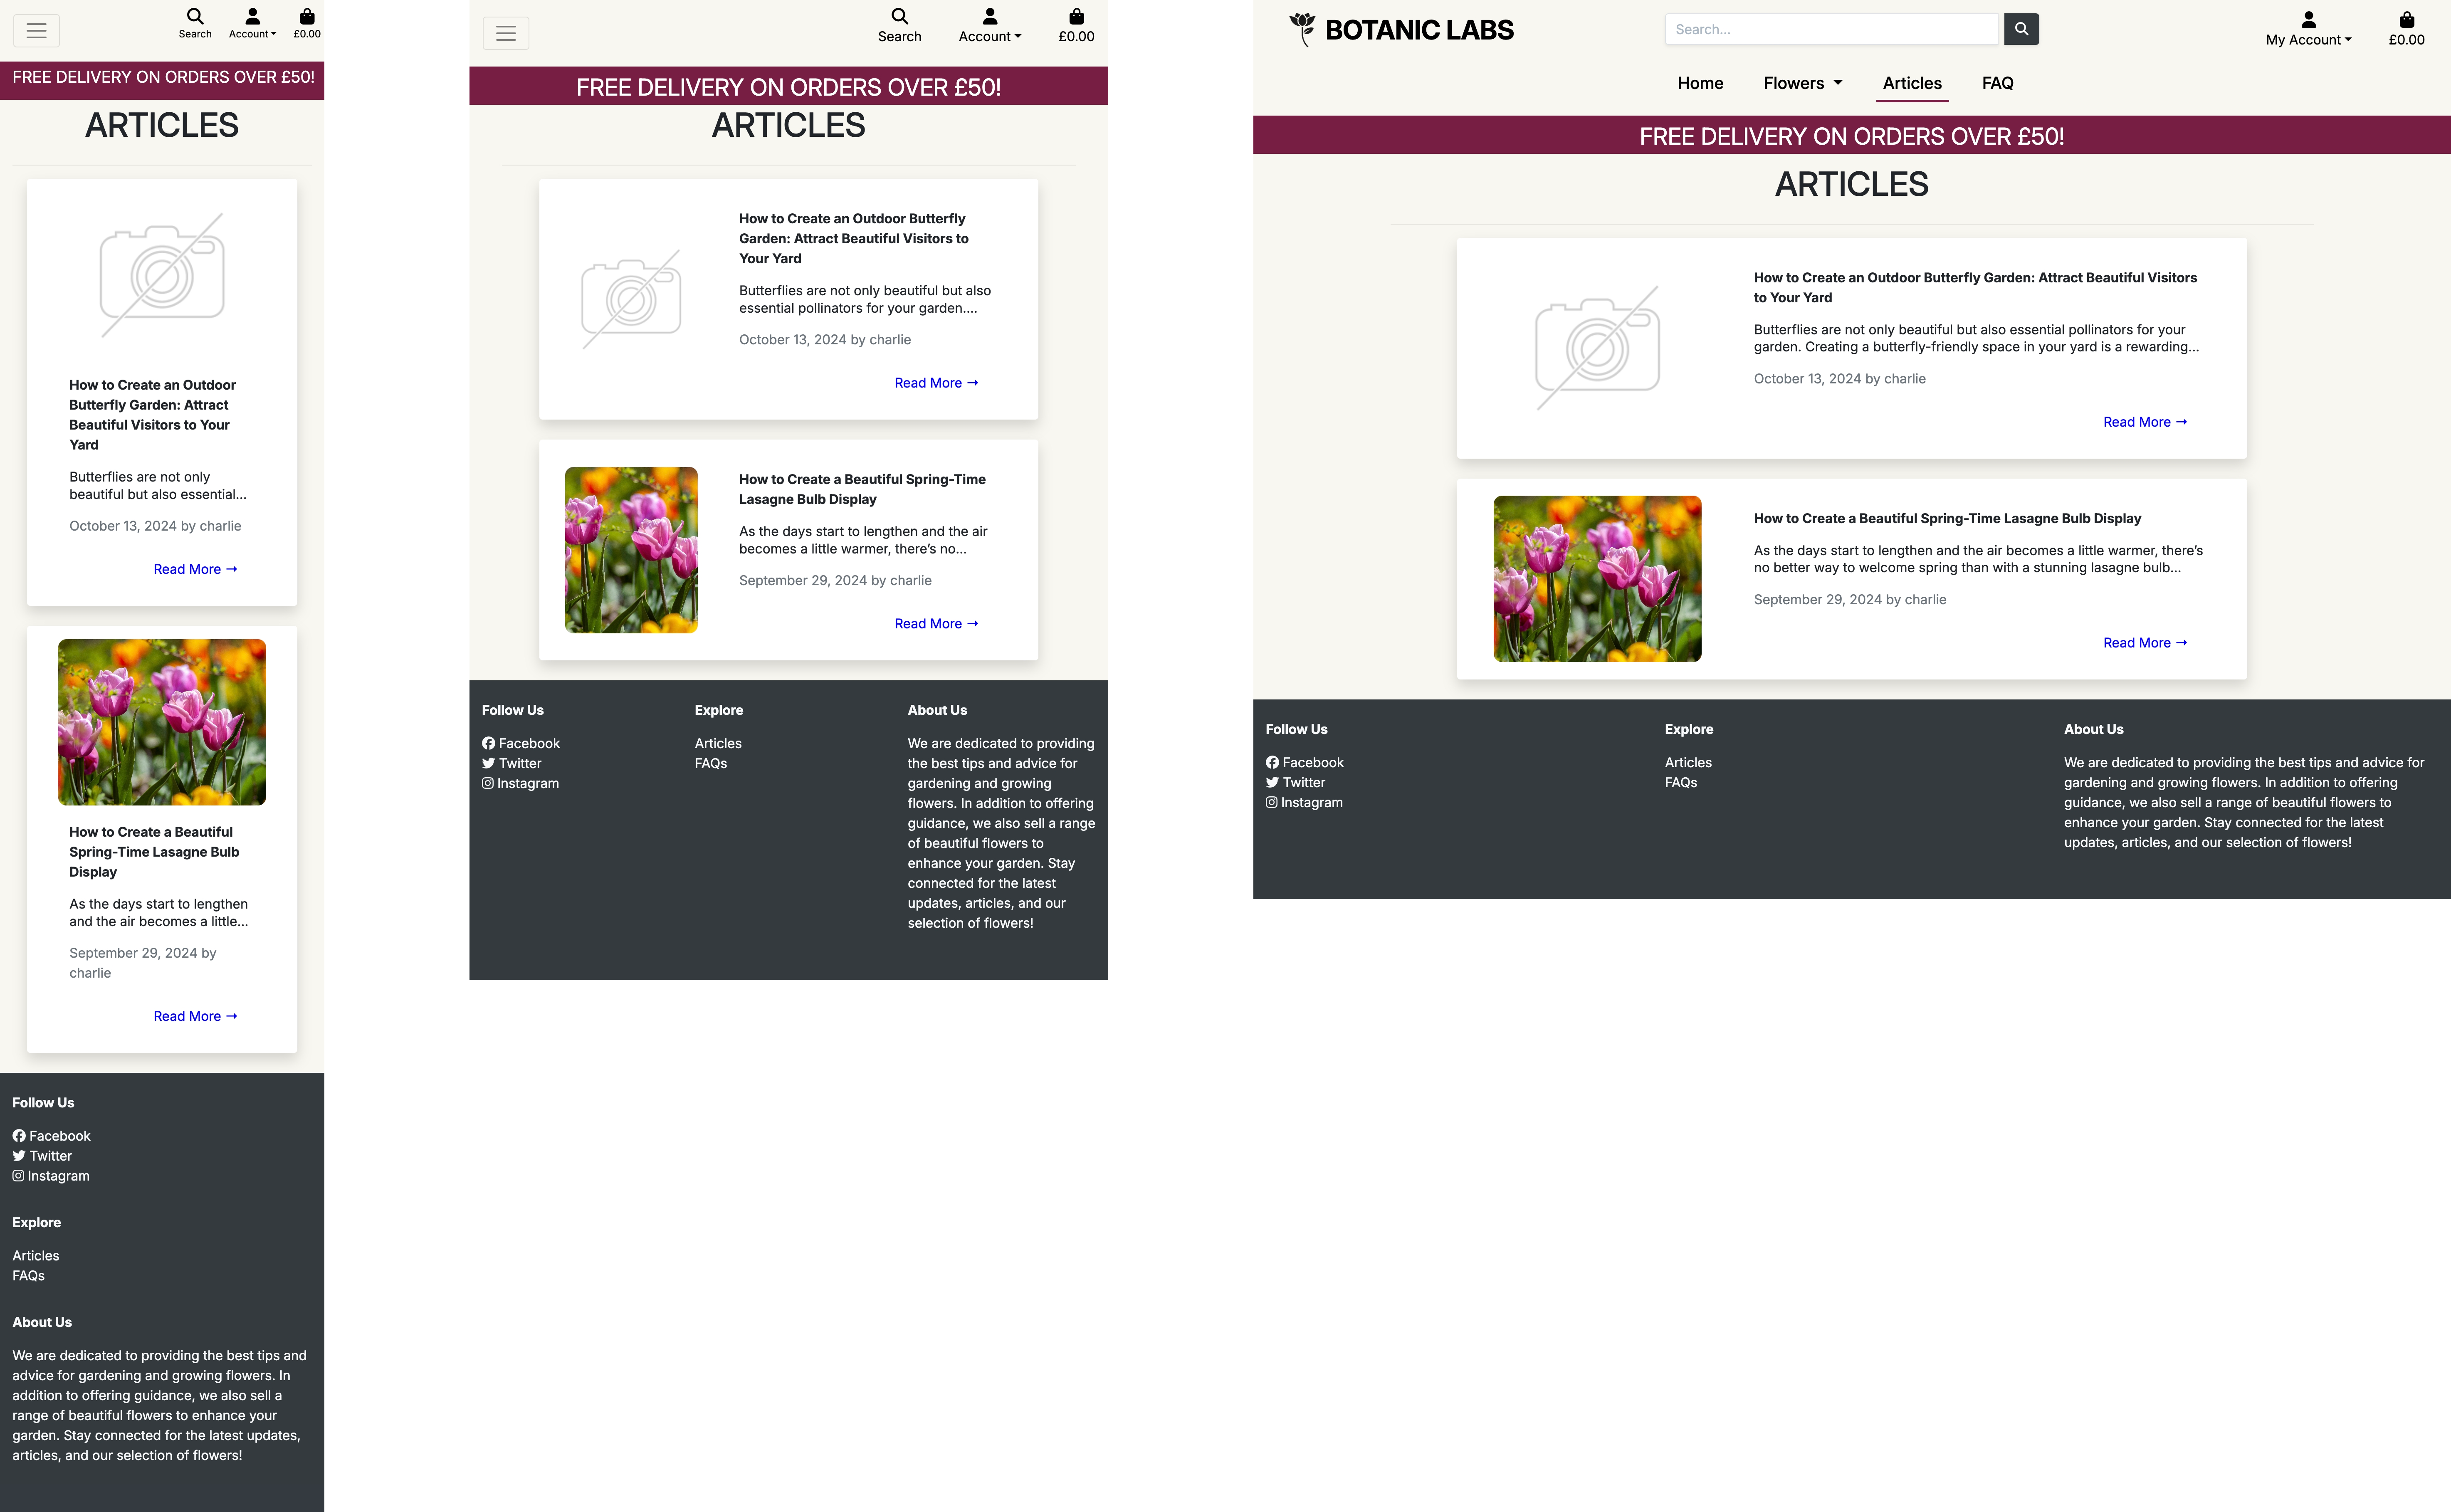 Search Account £0.00
FREE DELIVERY ON ORDERS OVER £50!
ARTICLES
How to Create an Outdoor
Butterfly Garden: Attract
Beautiful Visitors to Your
Yard
Butterflies are not only
beautiful but also essential...
October 13, 2024 by charlie
Read More →
How to Create a Beautiful
Spring-Time Lasagne Bulb
Display
As the days start to lengthen
and the air becomes a little...
September 29, 2024 by
charlie
Read More →
Follow Us
Facebook
Twitter
Instagram
Explore
Articles
FAQs
About Us
We are dedicated to providing the best tips and
advice for gardening and growing flowers. In
addition to offering guidance, we also sell a
range of beautiful flowers to enhance your
garden. Stay connected for the latest updates,
articles, and our selection of flowers!
Search Account £0.00
FREE DELIVERY ON ORDERS OVER £50!
ARTICLES
How to Create an Outdoor Butterfly
Garden: Attract Beautiful Visitors to
Your Yard
Butterflies are not only beautiful but also
essential pollinators for your garden....
October 13, 2024 by charlie
Read More →
How to Create a Beautiful Spring-Time
Lasagne Bulb Display
As the days start to lengthen and the air
becomes a little warmer, there's no...
September 29, 2024 by charlie
Read More →
Follow Us
Facebook
Twitter
Instagram
Explore
Articles
FAQs
About Us
We are dedicated to providing
the best tips and advice for
gardening and growing
flowers. In addition to offering
guidance, we also sell a range
of beautiful flowers to
enhance your garden. Stay
connected for the latest
updates, articles, and our
selection of flowers!
BOTANIC LABS
Search...
My Account £0.00
Home Flowers Articles FAQ
FREE DELIVERY ON ORDERS OVER £50!
ARTICLES
How to Create an Outdoor Butterfly Garden: Attract Beautiful Visitors
to Your Yard
Butterflies are not only beautiful but also essential pollinators for your
garden. Creating a butterfly-friendly space in your yard is a rewarding...
October 13, 2024 by charlie
Read More →
How to Create a Beautiful Spring-Time Lasagne Bulb Display
As the days start to lengthen and the air becomes a little warmer, there's
no better way to welcome spring than with a stunning lasagne bulb...
September 29, 2024 by charlie
Read More →
Follow Us
Facebook
Twitter
Instagram
Explore
Articles
FAQs
About Us
We are dedicated to providing the best tips and advice for
gardening and growing flowers. In addition to offering
guidance, we also sell a range of beautiful flowers to
enhance your garden. Stay connected for the latest
updates, articles, and our selection of flowers!